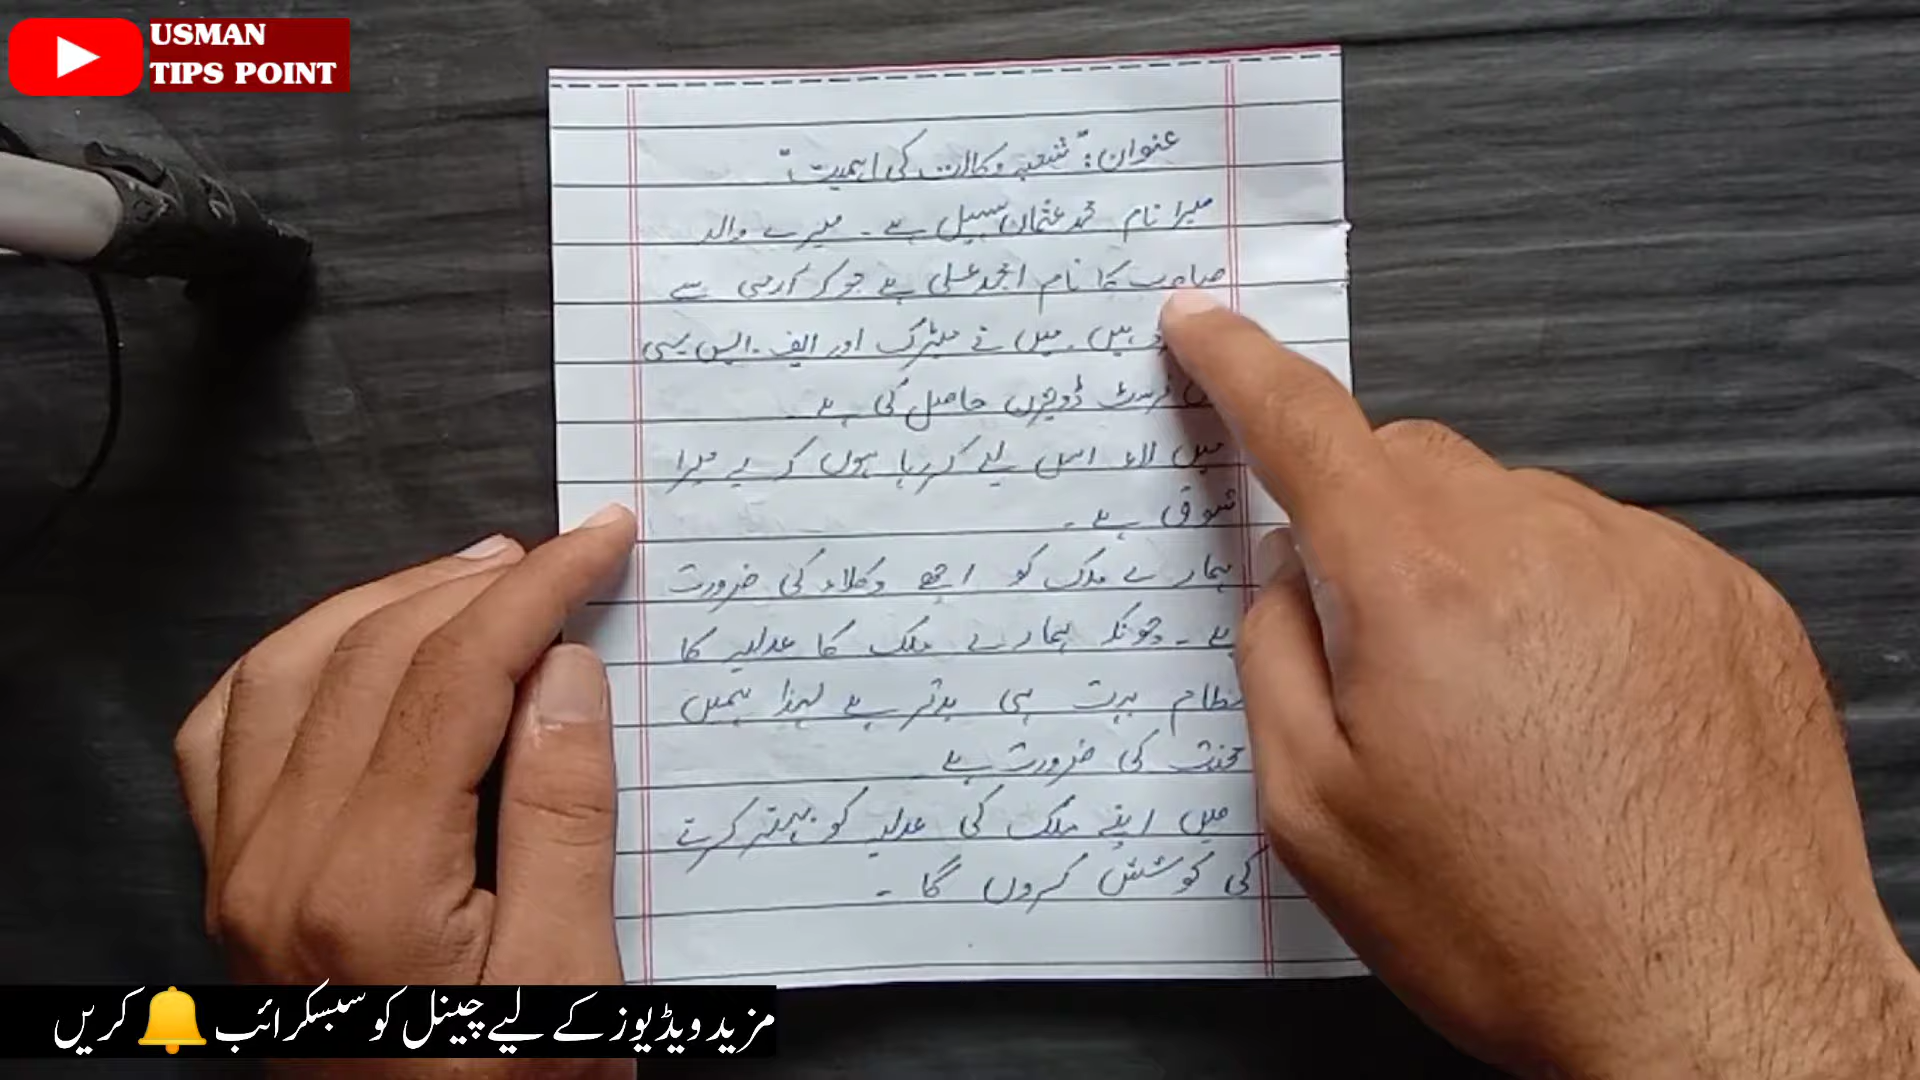 USMAN
TIPS POINT
عنوان: "شعبہ وکالت کی اہمیت"
میرا نام محمد عثمان سہیل ہے۔ میرے والد
صاحب کا نام امجد علی ہے جو کہ آرمی سے
ہیں۔ میں نے میٹرک اور ایف۔ایس۔سی
فرسٹ ڈویژن حاصل کی ہے۔
میں لاء اس لیے کر رہا ہوں کہ یہ میرا
شوق ہے۔
ہمارے ملک کو اچھے وکلاء کی ضرورت
ہے۔ چونکہ ہمارے ملک کا عدلیہ کا
نظام بہت ہی بدتر ہے لہذا ہمیں
محنت کی ضرورت ہے
میں اپنے ملک کی عدلیہ کو بہتر کرنے
کی کوشش کروں گا۔
مزید ویڈیوز کے لیے چینل کو سبسکرائب کریں